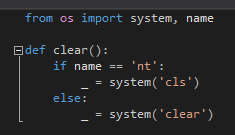 from os import system, name
def clear():
    if name == 'nt':
        _ = system('cls')
    else:
        _ = system('clear')